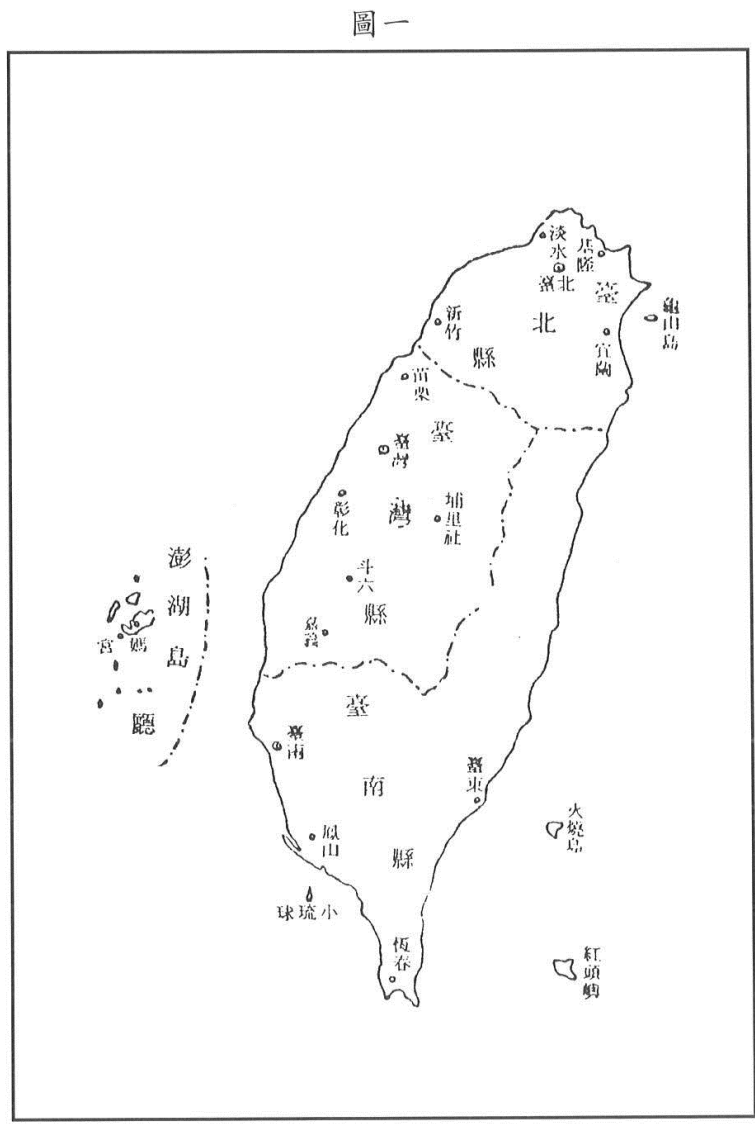 圖一
淡水
基隆
臺北
臺北縣
宜蘭
龜山島
新竹
苗栗
臺灣
臺灣縣
彰化
埔里社
斗六
嘉義
澎湖島廳
媽宮
臺南
臺南縣
臺東
鳳山
小琉球
恆春
火燒島
紅頭嶼